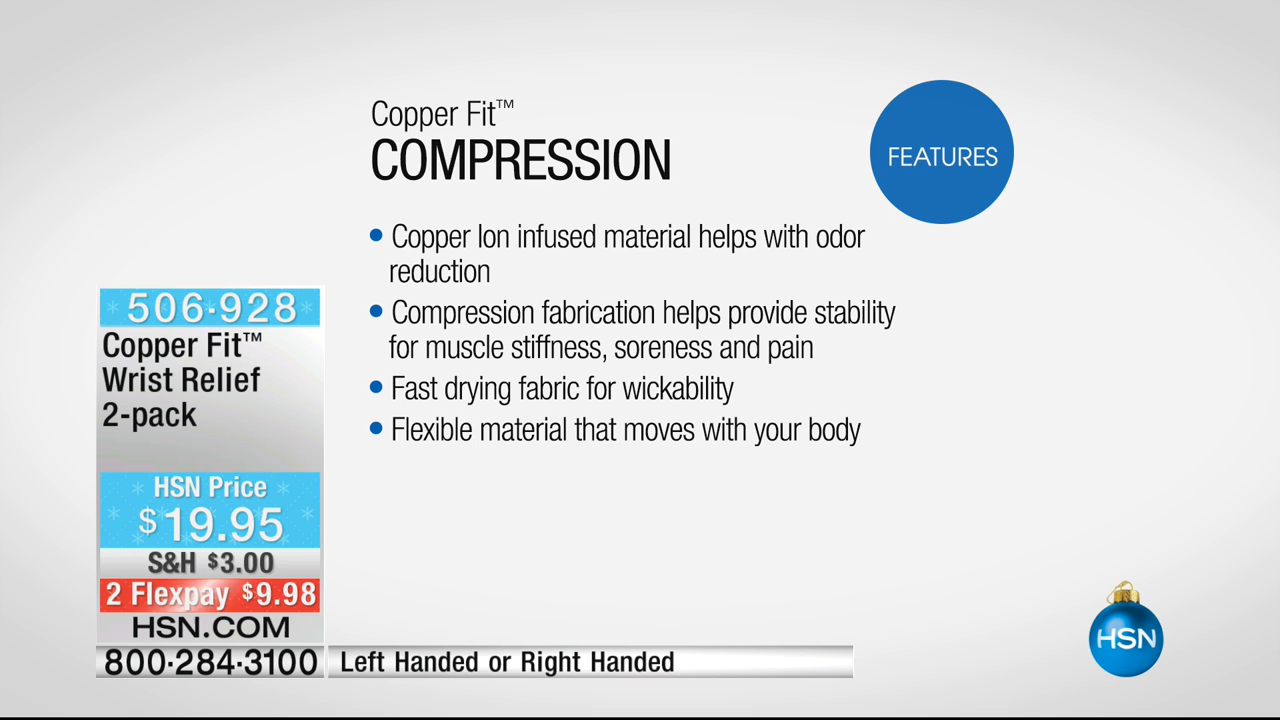 Copper Fit™
COMPRESSION
FEATURES
• Copper Ion infused material helps with odor
reduction
• Compression fabrication helps provide stability
for muscle stiffness, soreness and pain
• Fast drying fabric for wickability
• Flexible material that moves with your body
506·928
Copper Fit™
Wrist Relief
2-pack
HSN Price
$19.95
S&H $3.00
2 Flexpay $9.98
HSN.COM
800·284·3100
Left Handed or Right Handed
HSN